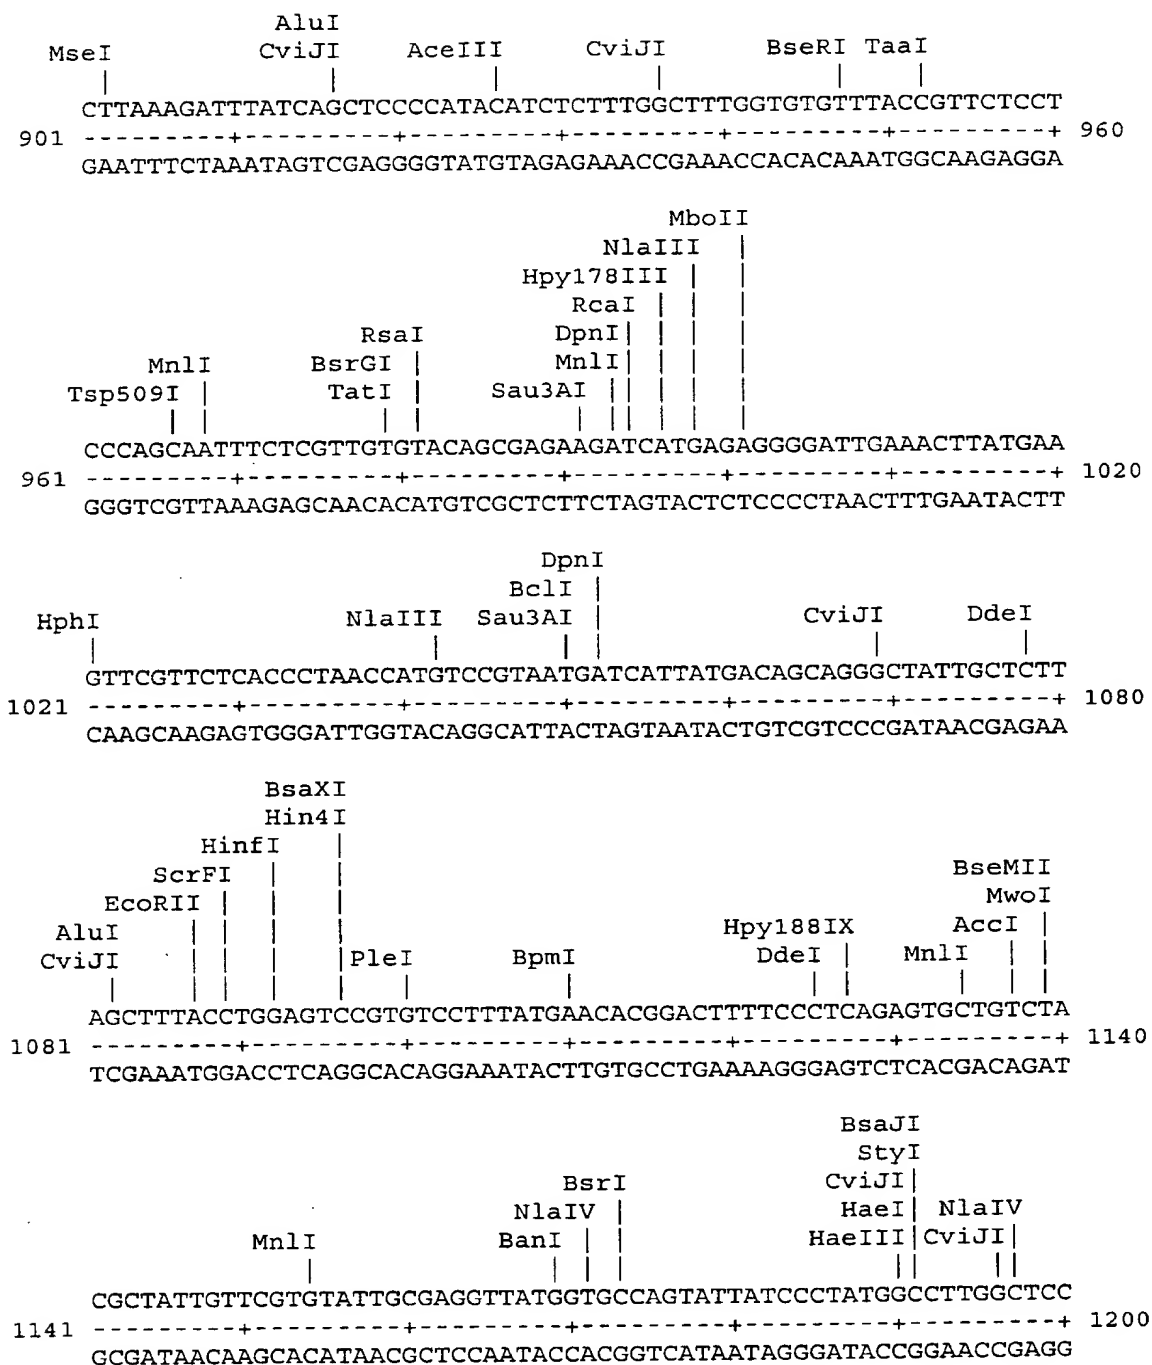 AluI
MseI CviJI AceIII CviJI BseRI TaaI
CTTAAAGATTTATCAGCTCCCCATACATCTCTTTGGCTTTGGTGTGTTTACCGTTCTCCT
901 ---------+---------+---------+---------+---------+---------+ 960
GAATTTCTAAATAGTCGAGGGGTATGTAGAGAAACCGAAACCACACAAATGGCAAGAGGA
MboII
NlaIII
Hpy178III
RcaI
RsaI DpnI
MnlI BsrGI MnlI
Tsp509I TatI Sau3AI
CCCAGCAATTTCTCGTTGTGTACAGCGAGAAGATCATGAGAGGGGATTGAAACTTATGAA
961 ---------+---------+---------+---------+---------+---------+ 1020
GGGTCGTTAAAGAGCAACACATGTCGCTCTTCTAGTACTCTCCCCTAACTTTGAATACTT
DpnI
BclI
HphI NlaIII Sau3AI CviJI DdeI
GTTCGTTCTCACCCTAACCATGTCCGTAATGATCATTATGACAGCAGGGCTATTGCTCTT
1021 ---------+---------+---------+---------+---------+---------+ 1080
CAAGCAAGAGTGGGATTGGTACAGGCATTACTAGTAATACTGTCGTCCCGATAACGAGAA
BsaXI
Hin4I
HinfI
ScrFI BseMII
EcoRII MwoI
AluI Hpy188IX AccI
CviJI PleI BpmI DdeI MnlI
AGCTTTACCTGGAGTCCGTGTCCTTTATGAACACGGACTTTTCCCTCAGAGTGCTGTCTA
1081 ---------+---------+---------+---------+---------+---------+ 1140
TCGAAATGGACCTCAGGCACAGGAAATACTTGTGCCTGAAAAGGGAGTCTCACGACAGAT
BsaJI
StyI
BsrI CviJI
NlaIV HaeI NlaIV
MnlI BanI HaeIII CviJI
CGCTATTGTTCGTGTATTGCGAGGTTATGGTGCCAGTATTATCCCTATGGCCTTGGCTCC
1141 ---------+---------+---------+---------+---------+---------+ 1200
GCGATAACAAGCACATAACGCTCCAATACCACGGTCATAATAGGGATACCGGAACCGAGG